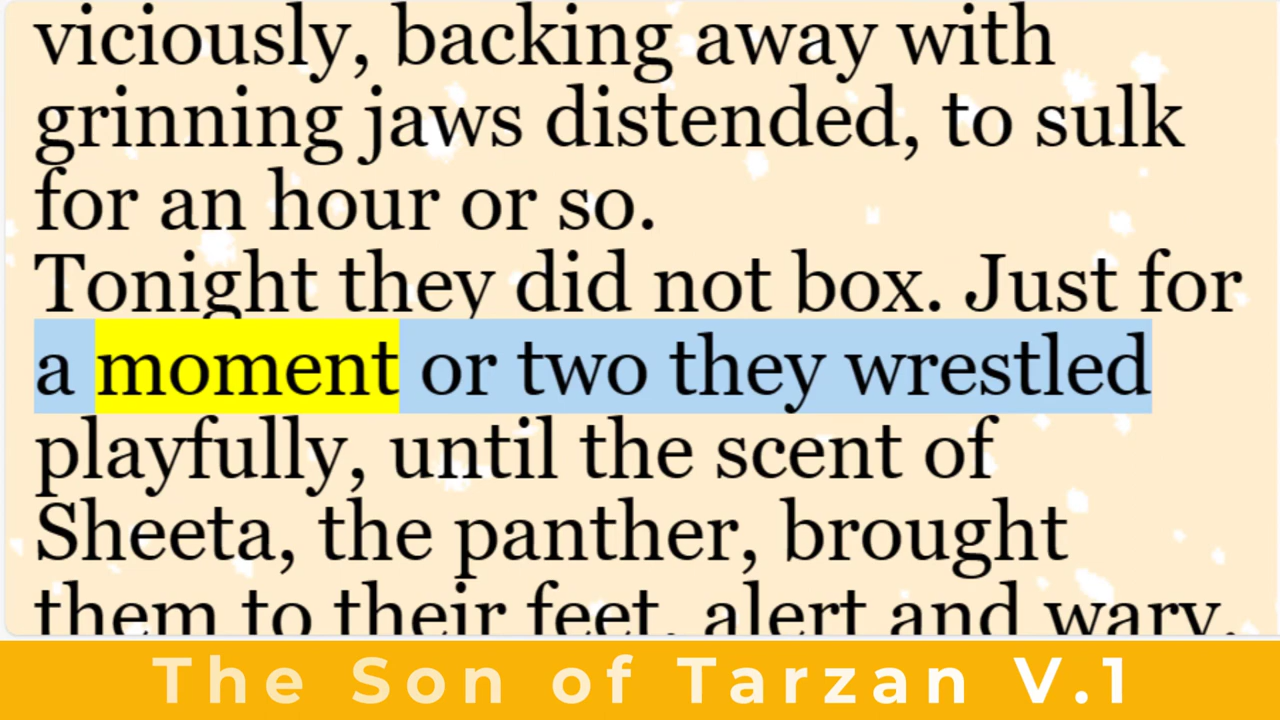 viciously, backing away with
grinning jaws distended, to sulk
for an hour or so.
Tonight they did not box. Just for
a moment or two they wrestled
playfully, until the scent of
Sheeta, the panther, brought
them to their feet, alert and wary.
The Son of Tarzan V.1